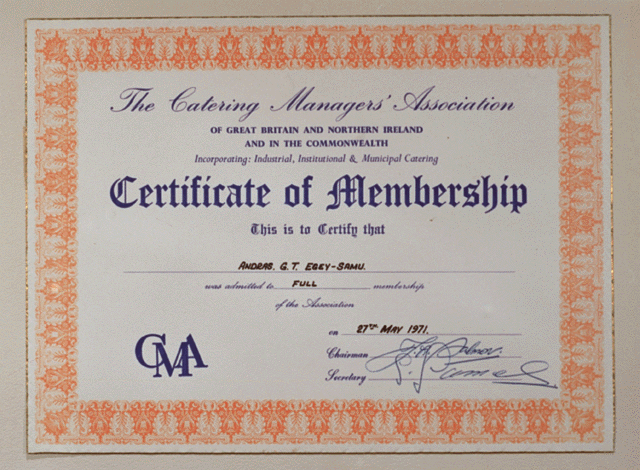 The Catering Managers' Association
OF GREAT BRITAIN AND NORTHERN IRELAND
AND IN THE COMMONWEALTH
Incorporating: Industrial, Institutional & Municipal Catering
Certificate of Membership
This is to Certify that
ANDRAS. G. T. EGEY-SAMU.
was admitted to FULL membership
of the Association
on 27TH MAY 1971.
Chairman
Secretary
CMA